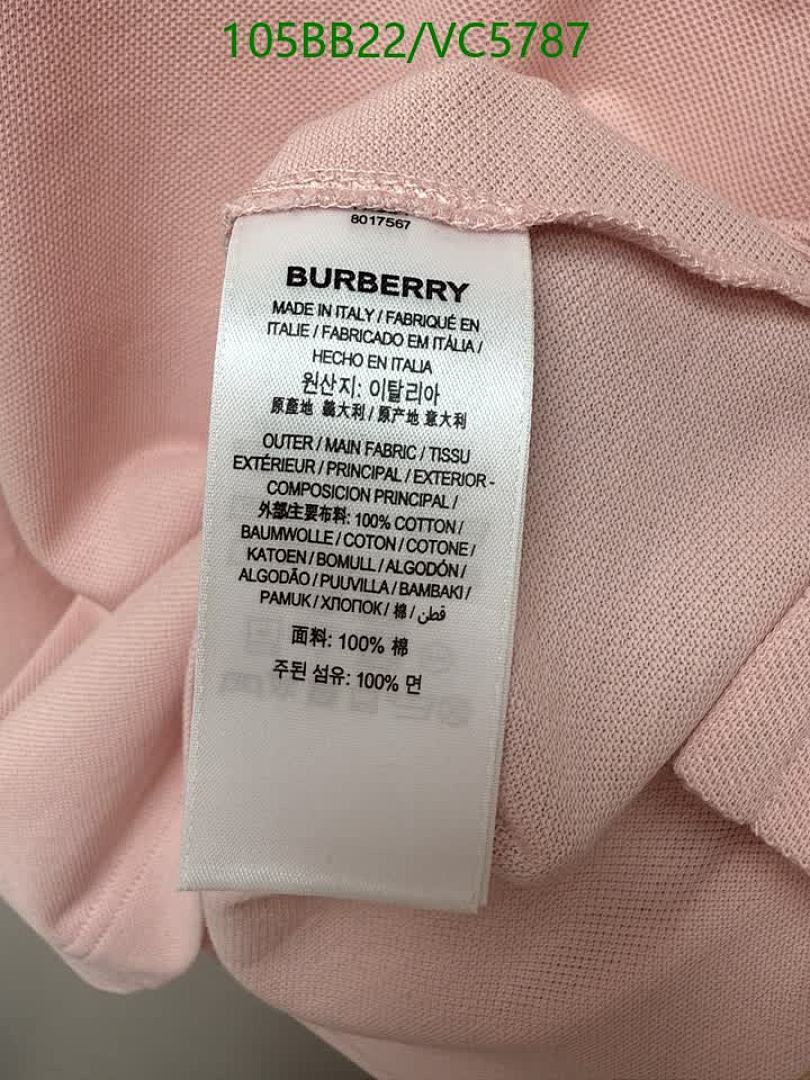 105BB22/VC5787
8017567
BURBERRY
MADE IN ITALY / FABRIQUÉ EN
ITALIE / FABRICADO EM ITÁLIA /
HECHO EN ITALIA
원산지: 이탈리아
原產地 義大利 / 原产地 意大利
OUTER / MAIN FABRIC / TISSU
EXTÉRIEUR / PRINCIPAL / EXTERIOR -
COMPOSICION PRINCIPAL /
外部/主要布料: 100% COTTON /
BAUMWOLLE / COTON / COTONE /
KATOEN / BOMULL / ALGODÓN /
ALGODÃO / PUUVILLA / BAMBAKI /
PAMUK / ХЛОПОК / 棉 / قطن
面料: 100% 棉
주된 섬유: 100% 면